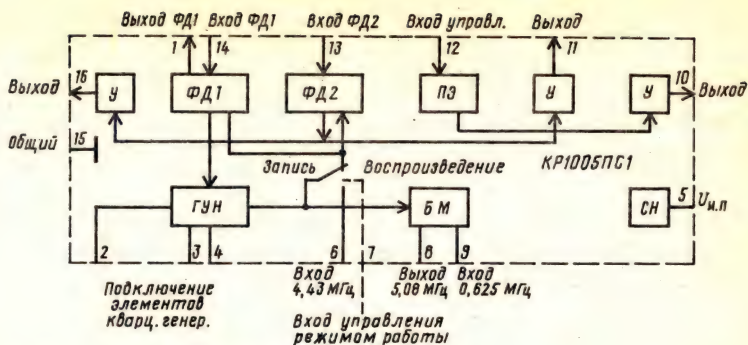 Выход ФД1 Вход ФД1 Вход ФД2 Вход управл. Выход
1 14 13 12 11
Выход 16 У ФД1 ФД2 ПЭ У У 10 Выход
Общий 15
Запись Воспроизведение КР1005ПС1
ГУН БМ СН 5 Uи.п
2 3 4 6 7 8 9
Подключение
элементов
кварц. генер.
Вход
4,43 МГц
Выход
5,08 МГц
Вход
0,625 МГц
Вход управления
режимом работы